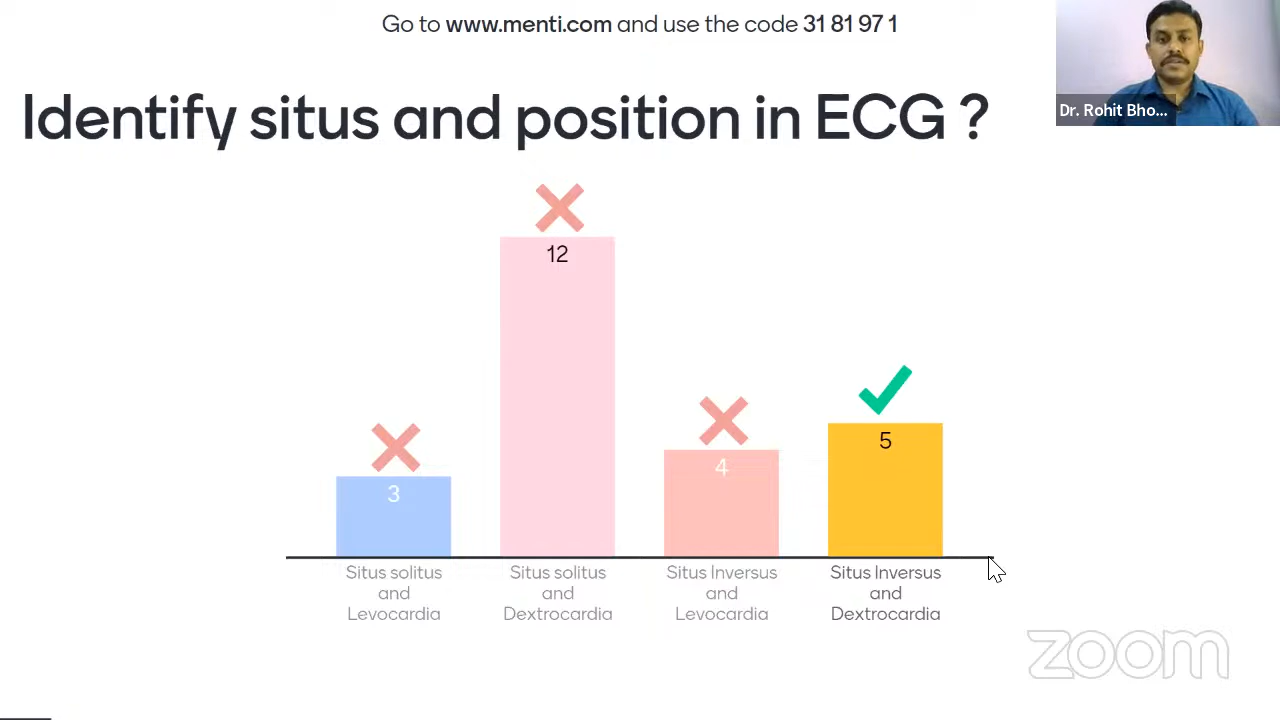 Go to www.menti.com and use the code 31 81 97 1
Dr. Rohit Bho...
Identify situs and position in ECG ?
12
5
4
3
Situs solitus
and
Levocardia
Situs solitus
and
Dextrocardia
Situs Inversus
and
Levocardia
Situs Inversus
and
Dextrocardia
zoom